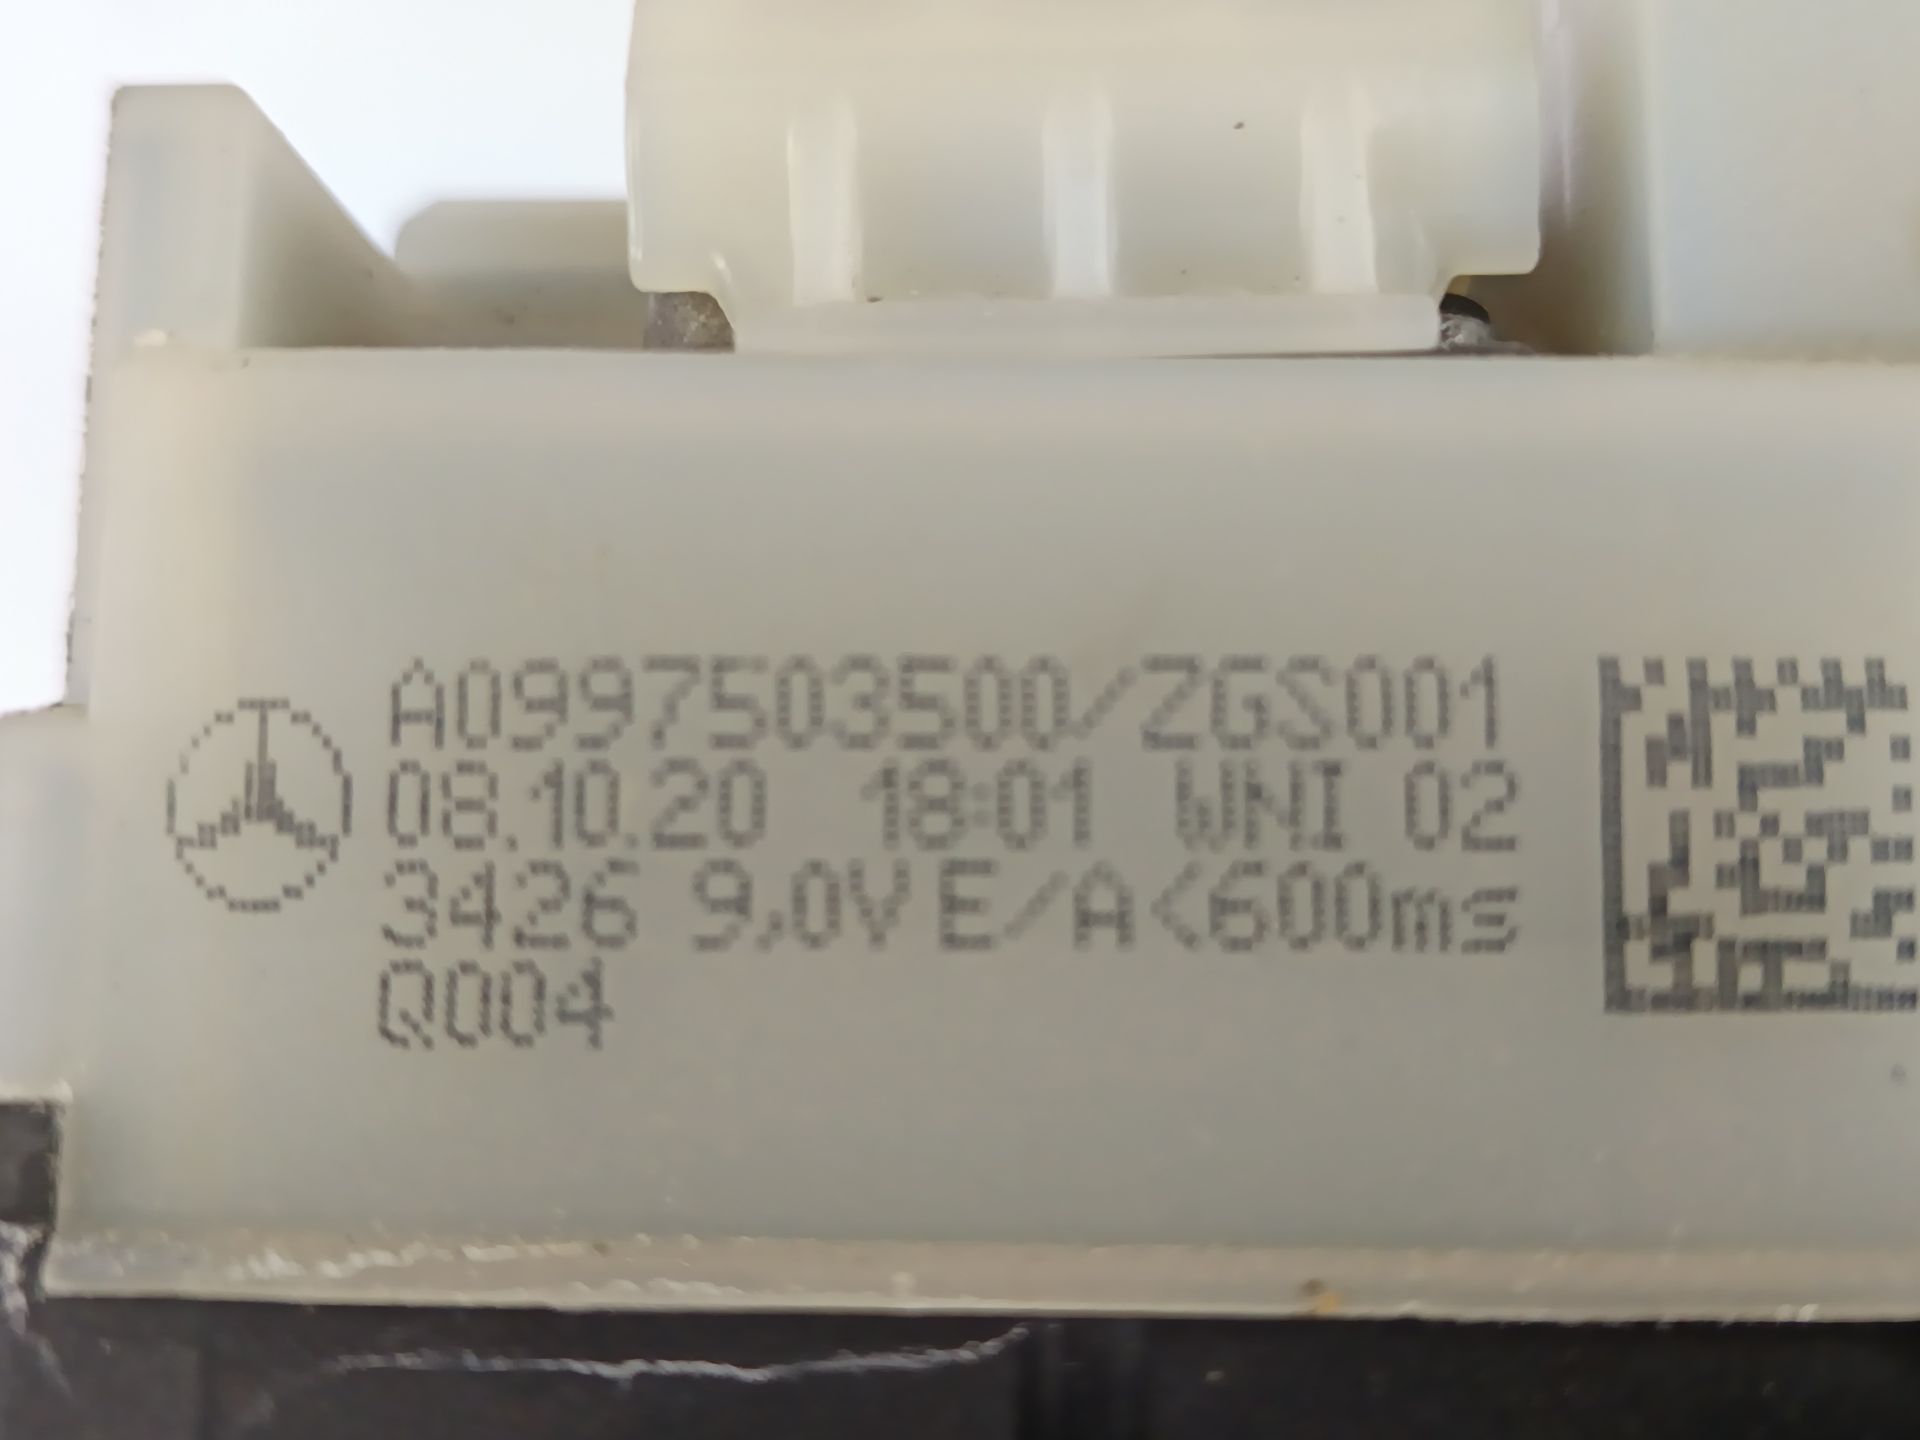 A0997503500/ZGS001
08.10.20 18:01 WNI 02
3426 9,0V E/A<600ms
Q004